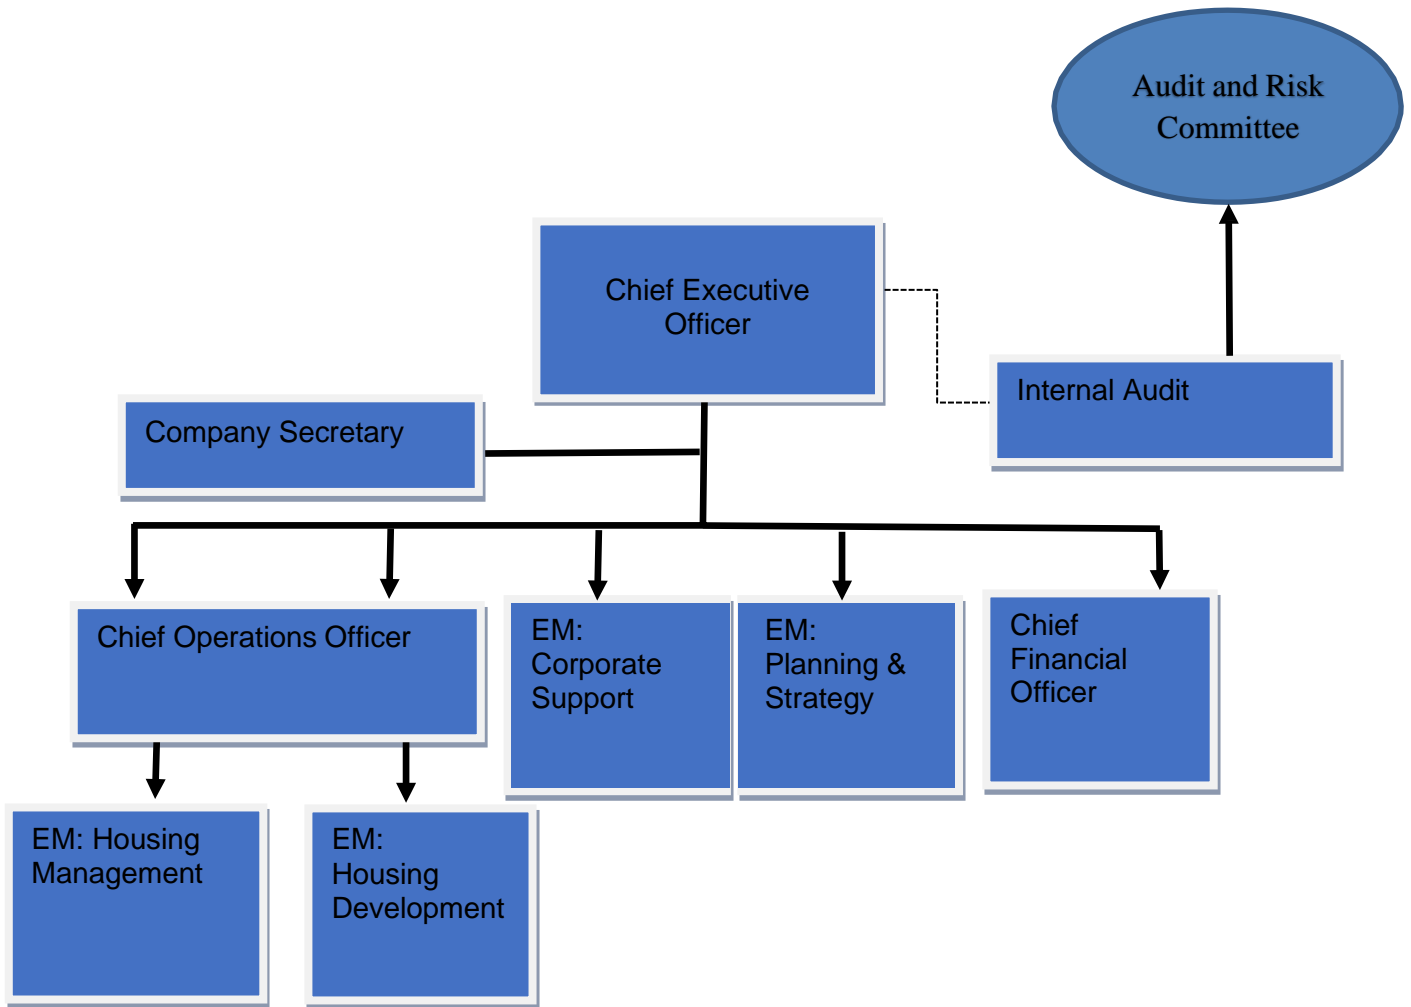 Audit and Risk
Committee
Chief Executive
Officer
Internal Audit
Company Secretary
Chief Operations Officer
EM:
Corporate
Support
EM:
Planning &
Strategy
Chief
Financial
Officer
EM: Housing
Management
EM:
Housing
Development